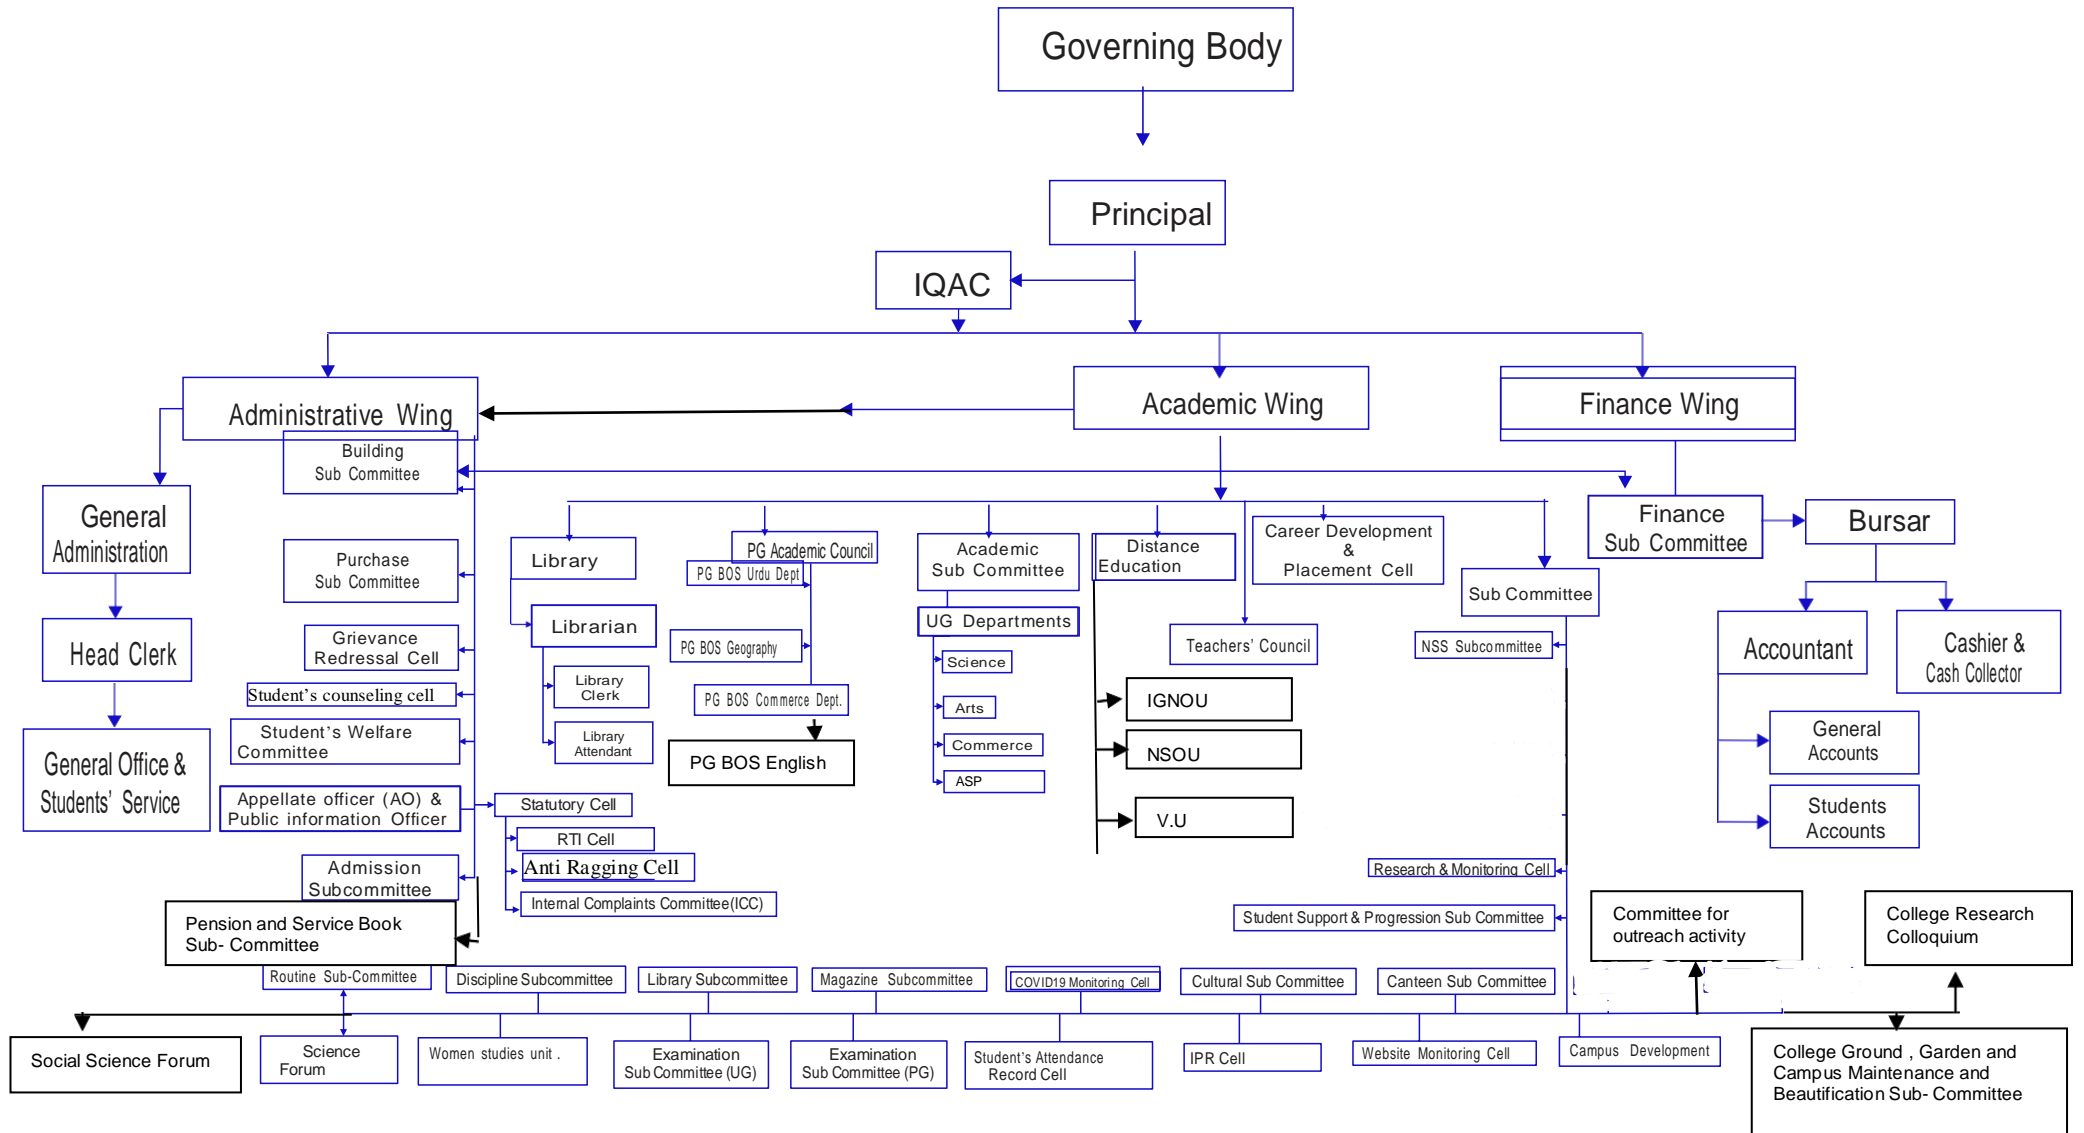 Governing Body
Principal
IQAC
Administrative Wing
Academic Wing
Finance Wing
Building
Sub Committee
General
Administration
Purchase
Sub Committee
Library
PG Academic Council
PG BOS Urdu Dept
Academic
Sub Committee
Distance
Education
Career Development
&
Placement Cell
Sub Committee
Finance
Sub Committee
Bursar
Head Clerk
Grievance
Redressal Cell
Librarian
PG BOS Geography
UG Departments
Teachers' Council
NSS Subcommittee
Accountant
Cashier &
Cash Collector
Student's counseling cell
Library
Clerk
PG BOS Commerce Dept.
Science
Arts
IGNOU
General Office &
Students' Service
Student's Welfare
Committee
Library
Attendant
PG BOS English
Commerce
NSOU
General
Accounts
ASP
Appellate officer (AO) &
Public information Officer
Statutory Cell
V.U
Students
Accounts
RTI Cell
Admission
Subcommittee
Anti Ragging Cell
Research & Monitoring Cell
Internal Complaints Committee(ICC)
Student Support & Progression Sub Committee
Pension and Service Book
Sub- Committee
Committee for
outreach activity
College Research
Colloquium
Routine Sub-Committee
Discipline Subcommittee
Library Subcommittee
Magazine Subcommittee
COVID19 Monitoring Cell
Cultural Sub Committee
Canteen Sub Committee
Social Science Forum
Science
Forum
Women studies unit .
Examination
Sub Committee (UG)
Examination
Sub Committee (PG)
Student's Attendance
Record Cell
IPR Cell
Website Monitoring Cell
Campus Development
College Ground , Garden and
Campus Maintenance and
Beautification Sub- Committee